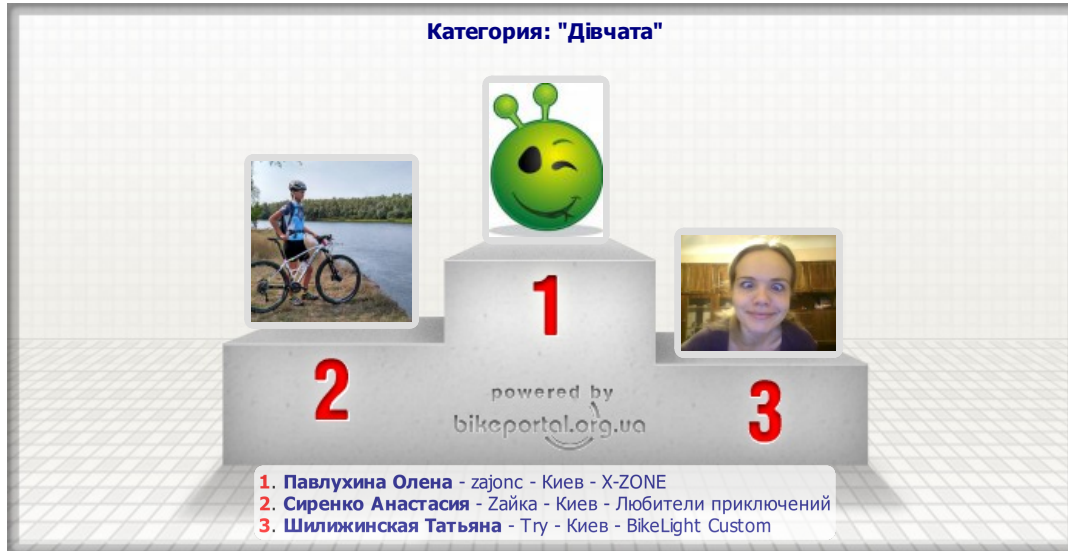 Категория: "Дівчата"
1
2
3
powered by
bikeportal.org.ua
1. Павлухина Олена - zajonc - Киев - X-ZONE
2. Сиренко Анастасия - Zайка - Киев - Любители приключений
3. Шилижинская Татьяна - Try - Киев - BikeLight Custom